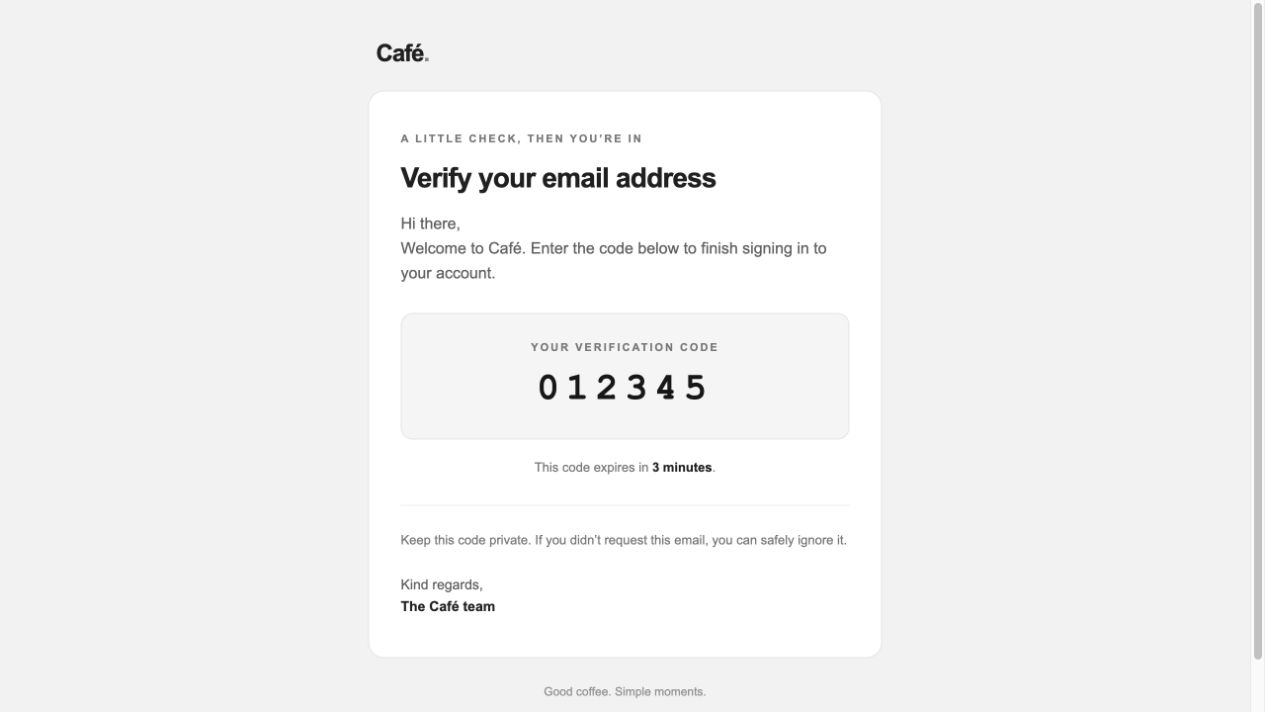 Café.
A LITTLE CHECK, THEN YOU'RE IN
Verify your email address
Hi there,
Welcome to Café. Enter the code below to finish signing in to
your account.
YOUR VERIFICATION CODE
012345
This code expires in 3 minutes.
Keep this code private. If you didn't request this email, you can safely ignore it.
Kind regards,
The Café team
Good coffee. Simple moments.